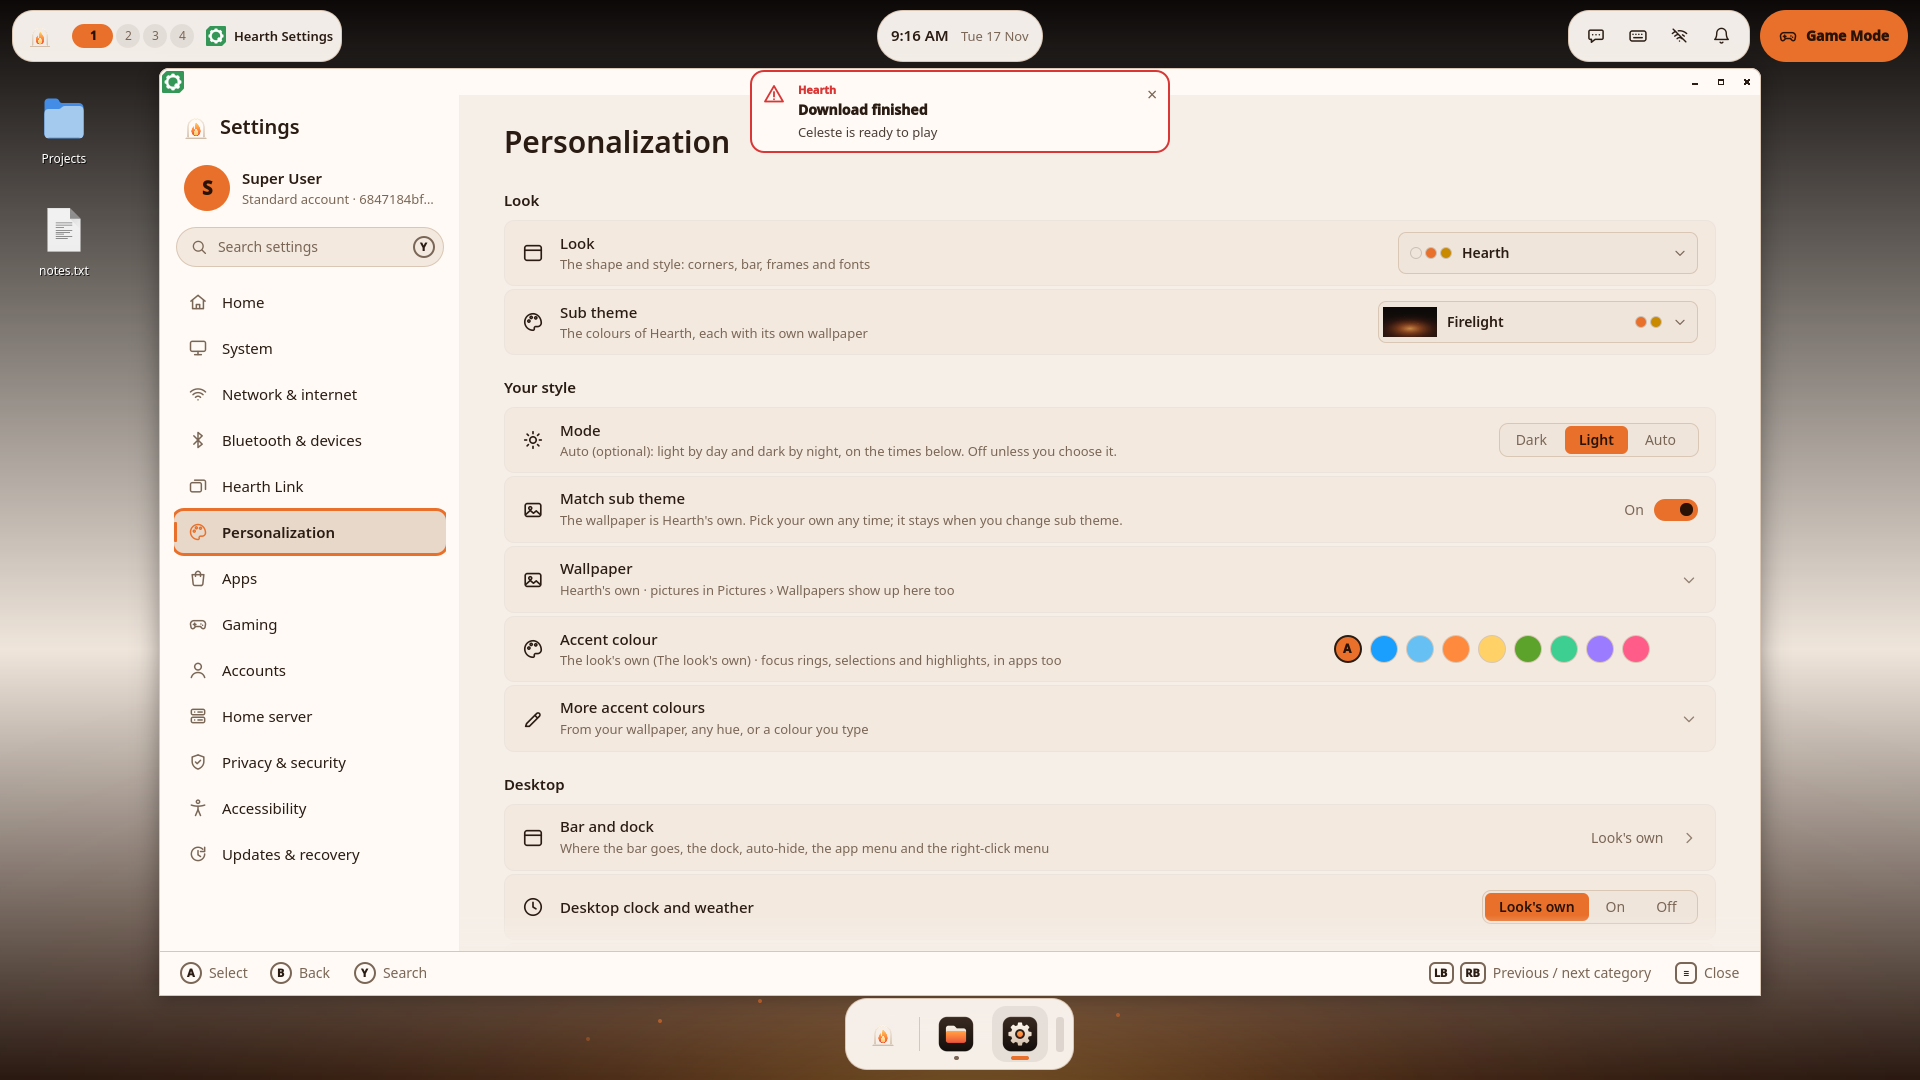 1 2 3 4 Hearth Settings
9:16 AM Tue 17 Nov
Game Mode
Projects
notes.txt
Hearth
Download finished
Celeste is ready to play
Settings
Super User
Standard account · 6847184bf...
Search settings Y
Home
System
Network & internet
Bluetooth & devices
Hearth Link
Personalization
Apps
Gaming
Accounts
Home server
Privacy & security
Accessibility
Updates & recovery
Personalization
Look
Look
The shape and style: corners, bar, frames and fonts
Hearth
Sub theme
The colours of Hearth, each with its own wallpaper
Firelight
Your style
Mode
Auto (optional): light by day and dark by night, on the times below. Off unless you choose it.
Dark Light Auto
Match sub theme
The wallpaper is Hearth's own. Pick your own any time; it stays when you change sub theme.
On
Wallpaper
Hearth's own · pictures in Pictures › Wallpapers show up here too
Accent colour
The look's own (The look's own) · focus rings, selections and highlights, in apps too
A
More accent colours
From your wallpaper, any hue, or a colour you type
Desktop
Bar and dock
Where the bar goes, the dock, auto-hide, the app menu and the right-click menu
Look's own
Desktop clock and weather
Look's own On Off
A Select B Back Y Search
LB RB Previous / next category ≡ Close